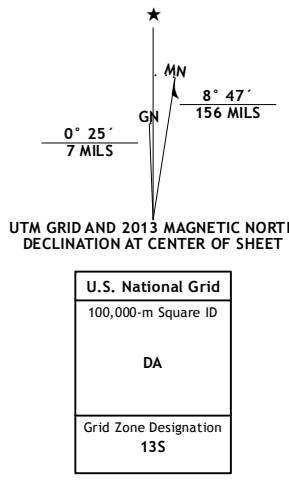 MN
GN
8° 47´
156 MILS
0° 25´
7 MILS
UTM GRID AND 2013 MAGNETIC NORTH
DECLINATION AT CENTER OF SHEET
U.S. National Grid
100,000-m Square ID
DA
Grid Zone Designation
13S